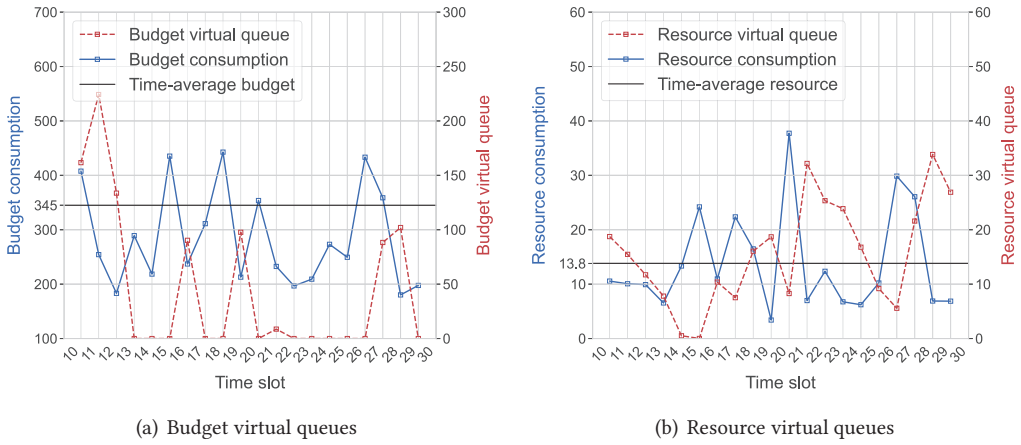 700
600
500
400
345
300
200
100
Budget consumption
Budget virtual queue
Budget consumption
Time-average budget
300
250
200
150
100
50
0
Budget virtual queue
10 11 12 13 14 15 16 17 18 19 20 21 22 23 24 25 26 27 28 29 30
Time slot
(a) Budget virtual queues
60
50
40
30
20
13.8
10
0
Resource consumption
Resource virtual queue
Resource consumption
Time-average resource
60
50
40
30
20
10
0
Resource virtual queue
10 11 12 13 14 15 16 17 18 19 20 21 22 23 24 25 26 27 28 29 30
Time slot
(b) Resource virtual queues